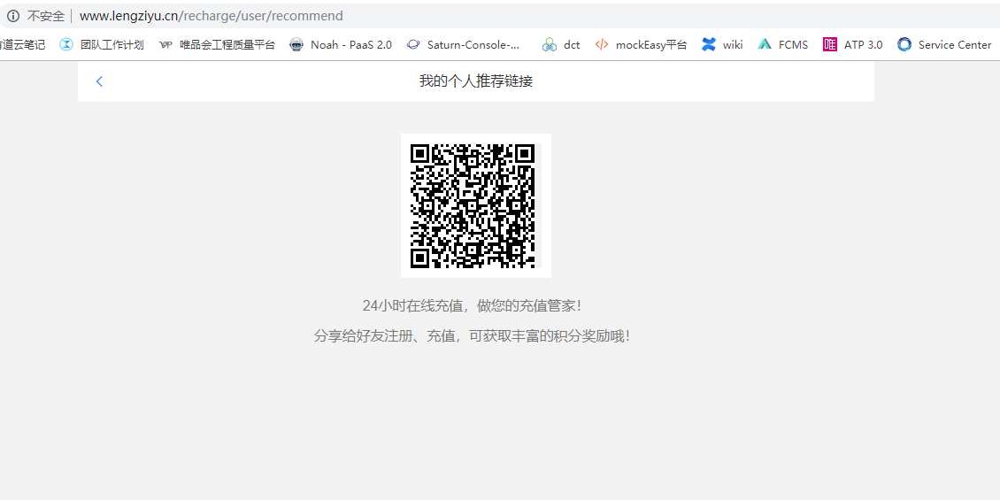 不安全 www.lengziyu.cn/recharge/user/recommend
道云笔记 团队工作计划 VIP 唯品会工程质量平台 Noah - PaaS 2.0 Saturn-Console-... dct mockEasy平台 wiki FCMS 唯 ATP 3.0 Service Center
我的个人推荐链接
24小时在线充值，做您的充值管家！
分享给好友注册、充值，可获取丰富的积分奖励哦！